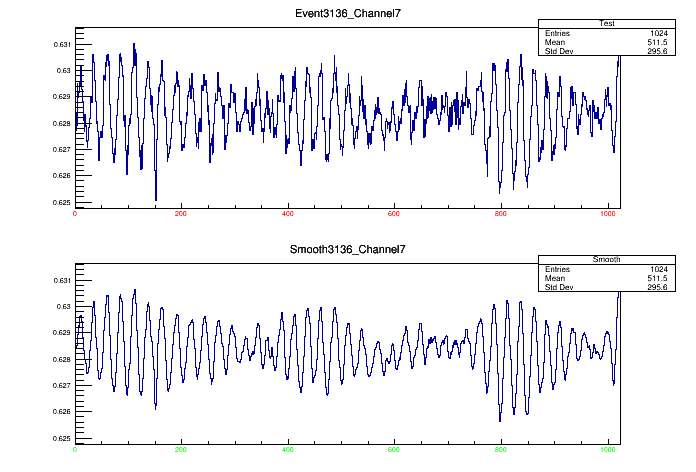 Event3136_Channel7
Test
Entries 1024
Mean 511.5
Std Dev 295.6
0.631
0.63
0.629
0.628
0.627
0.626
0.625
0 200 400 600 800 1000
Smooth3136_Channel7
Smooth
Entries 1024
Mean 511.5
Std Dev 295.6
0.631
0.63
0.629
0.628
0.627
0.626
0.625
0 200 400 600 800 1000